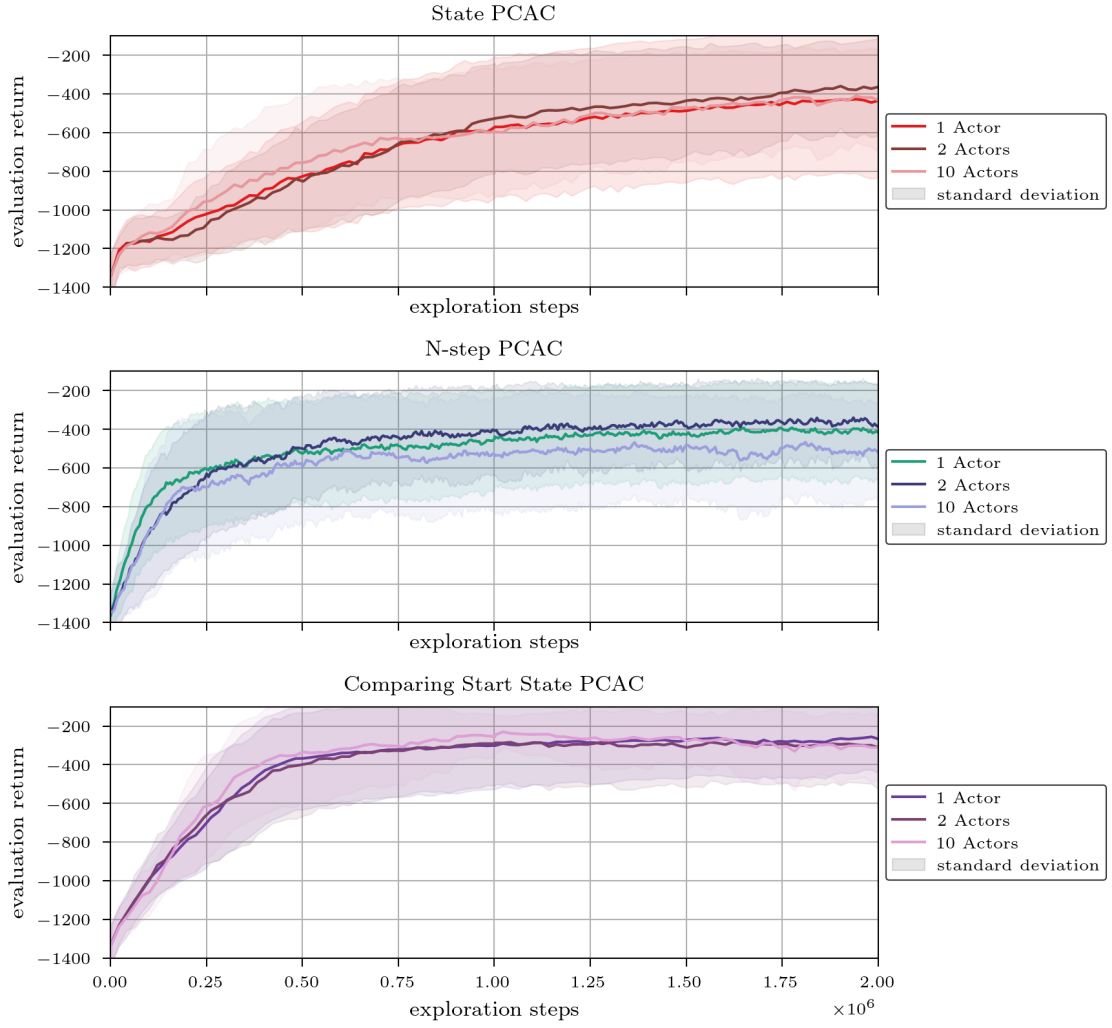 State PCAC
evaluation return
−200
−400
−600
−800
−1000
−1200
−1400
exploration steps
1 Actor
2 Actors
10 Actors
standard deviation
N-step PCAC
evaluation return
−200
−400
−600
−800
−1000
−1200
−1400
exploration steps
1 Actor
2 Actors
10 Actors
standard deviation
Comparing Start State PCAC
evaluation return
−200
−400
−600
−800
−1000
−1200
−1400
0.00 0.25 0.50 0.75 1.00 1.25 1.50 1.75 2.00
exploration steps
×10⁶
1 Actor
2 Actors
10 Actors
standard deviation